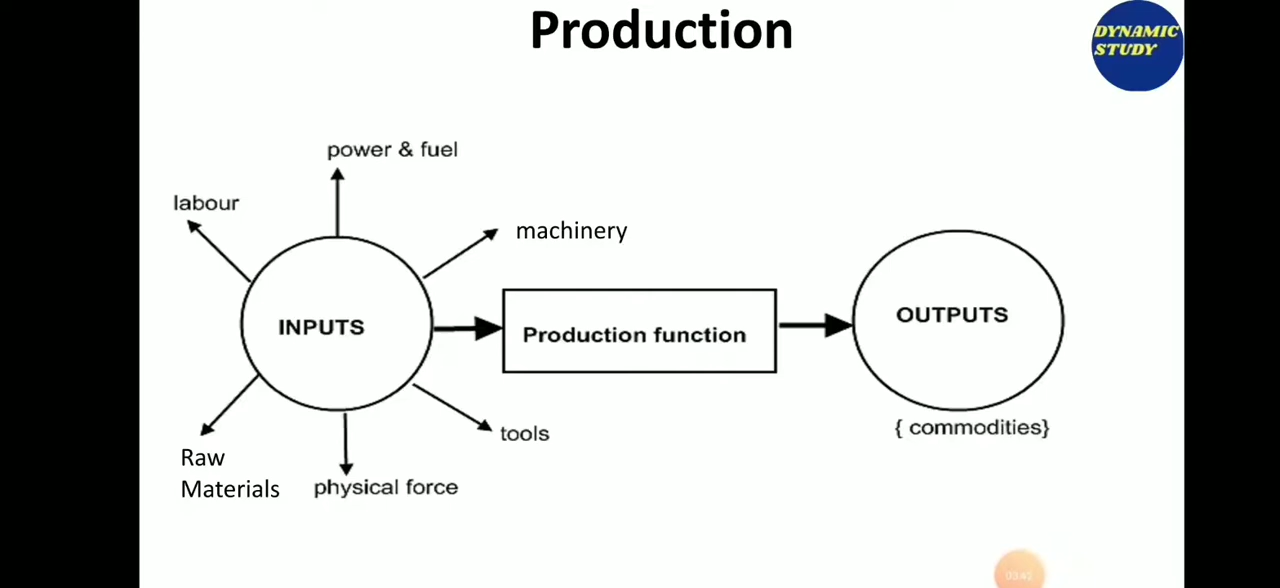 Production
DYNAMIC
STUDY
power & fuel
labour
machinery
INPUTS
Production function
OUTPUTS
{ commodities}
tools
Raw
Materials
physical force